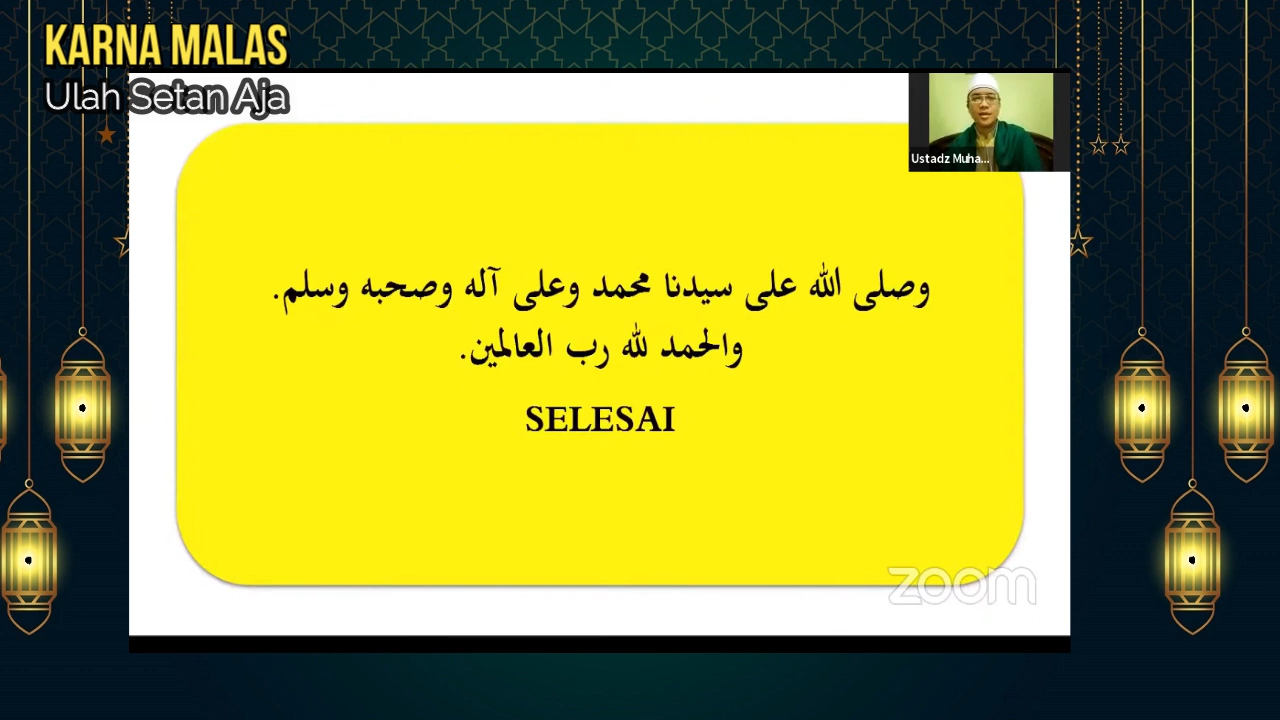 KARNA MALAS
Ulah Setan Aja
Ustadz Muha...
وصلى الله على سيدنا محمد وعلى آله وصحبه وسلم.
والحمد لله رب العالمين.
SELESAI
zoom